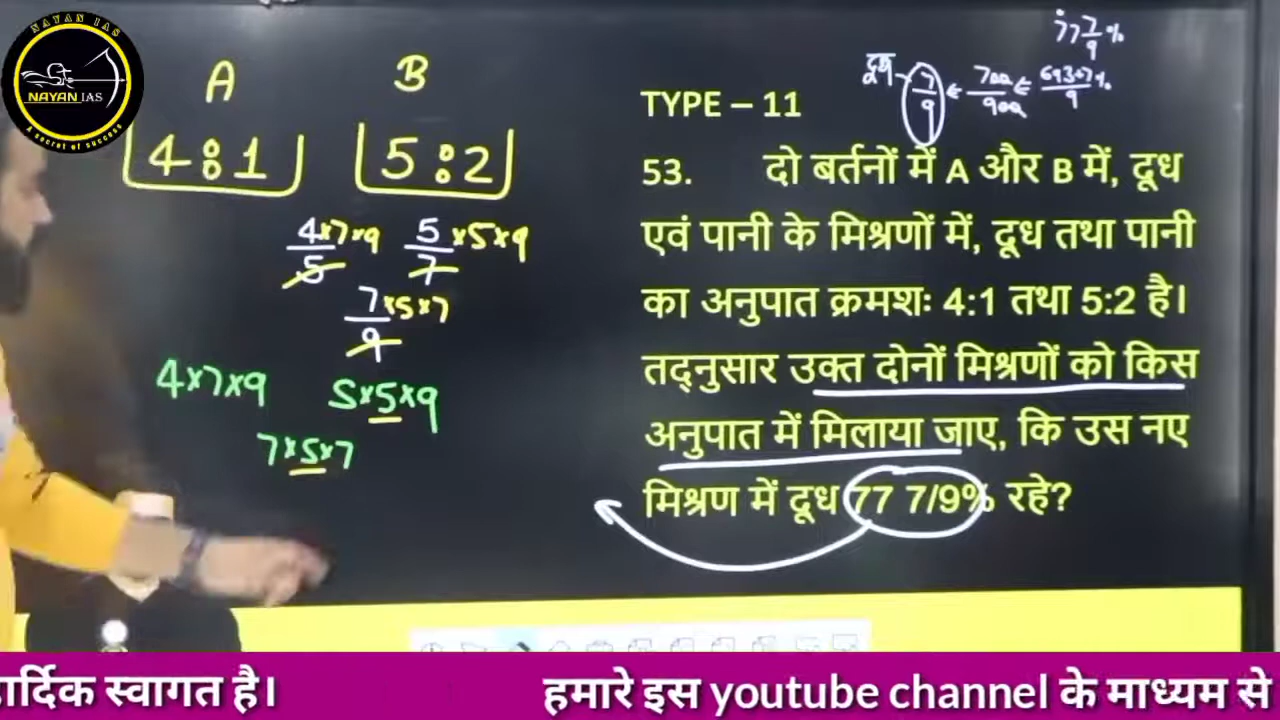 NAYAN IAS
NAYAN IAS
A secret of success
A
B
4:1
5:2
4×7×9
5
5×5×9
7
7×5×7
9
4×7×9
5×5×9
7×5×7
77 7/9 %
दूध - 7/9 ⇐ 700/900 ⇐ 693+7/9 %
TYPE – 11
53. दो बर्तनों में A और B में, दूध
एवं पानी के मिश्रणों में, दूध तथा पानी
का अनुपात क्रमशः 4:1 तथा 5:2 है।
तद्नुसार उक्त दोनों मिश्रणों को किस
अनुपात में मिलाया जाए, कि उस नए
मिश्रण में दूध 77 7/9% रहे?
हार्दिक स्वागत है। हमारे इस youtube channel के माध्यम से